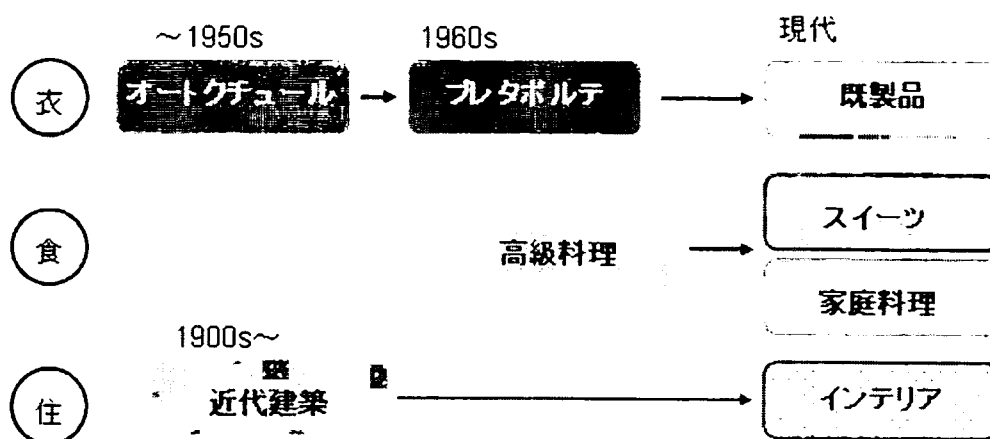 ～1950s 1960s 現代
衣 オートクチュール → プレタポルテ → 既製品
スイーツ
食 高級料理 →
家庭料理
1900s～
住 近代建築 → インテリア